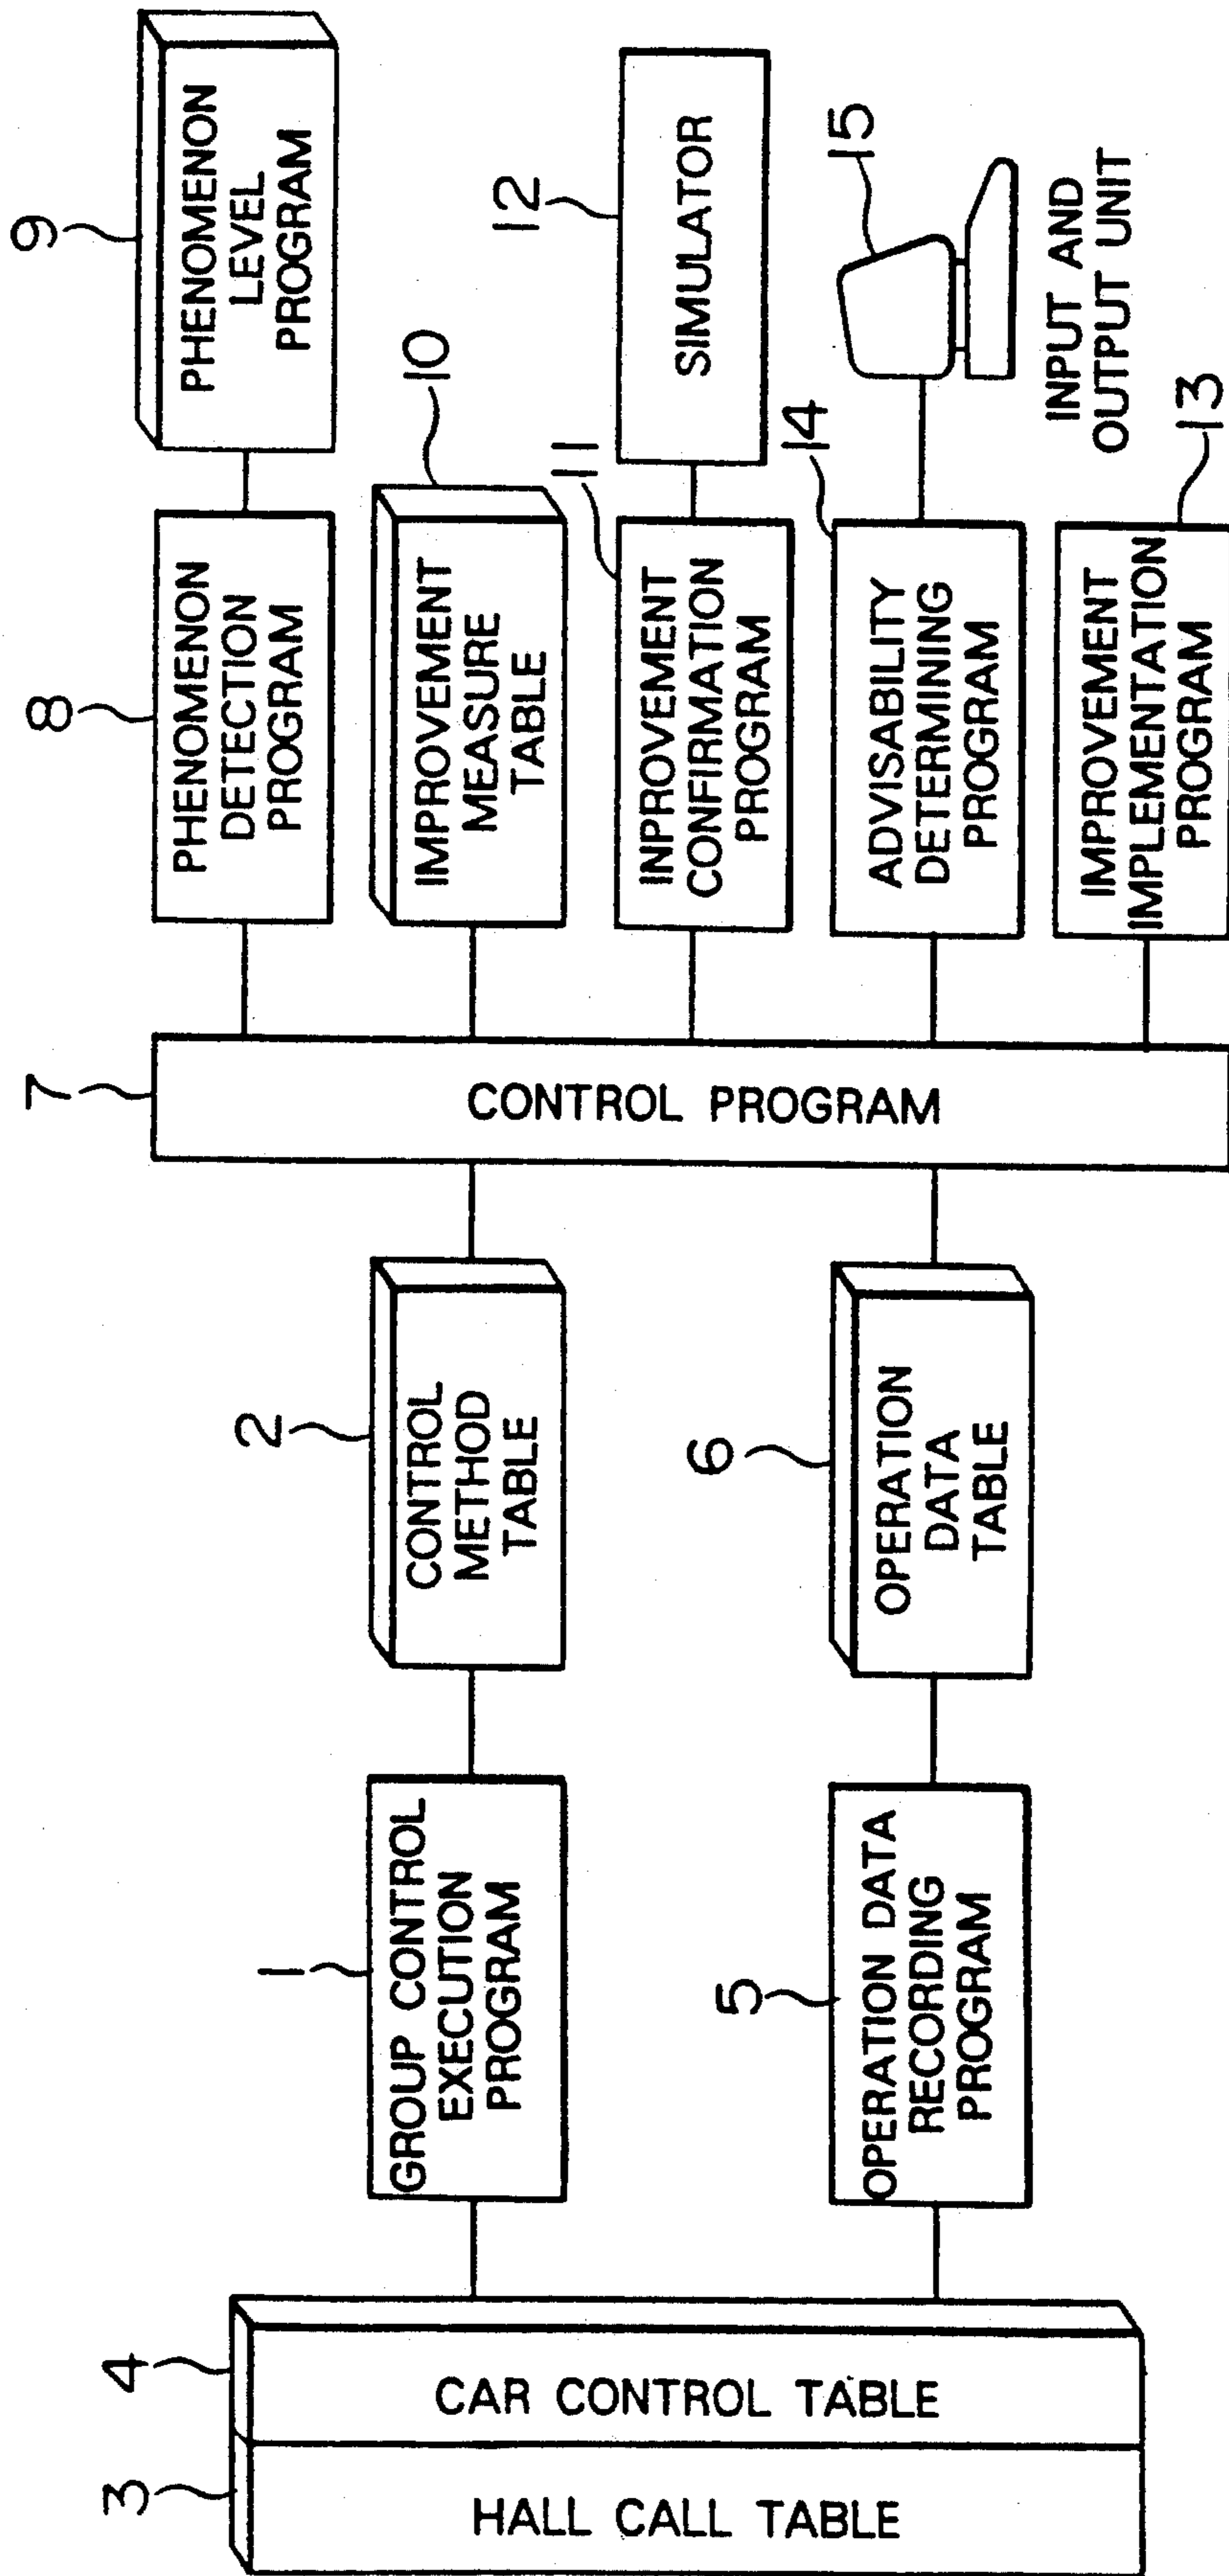 9
PHENOMENON
LEVEL
PROGRAM
8
PHENOMENON
DETECTION
PROGRAM
10
IMPROVEMENT
MEASURE
TABLE
12
SIMULATOR
11
INPROVEMENT
CONFIRMATION
PROGRAM
15
INPUT AND
OUTPUT UNIT
14
ADVISABILITY
DETERMINING
PROGRAM
13
IMPROVEMENT
IMPLEMENTATION
PROGRAM
7
CONTROL PROGRAM
2
CONTROL
METHOD
TABLE
6
OPERATION
DATA
TABLE
1
GROUP CONTROL
EXECUTION
PROGRAM
5
OPERATION DATA
RECORDING
PROGRAM
4
CAR CONTROL TABLE
3
HALL CALL TABLE